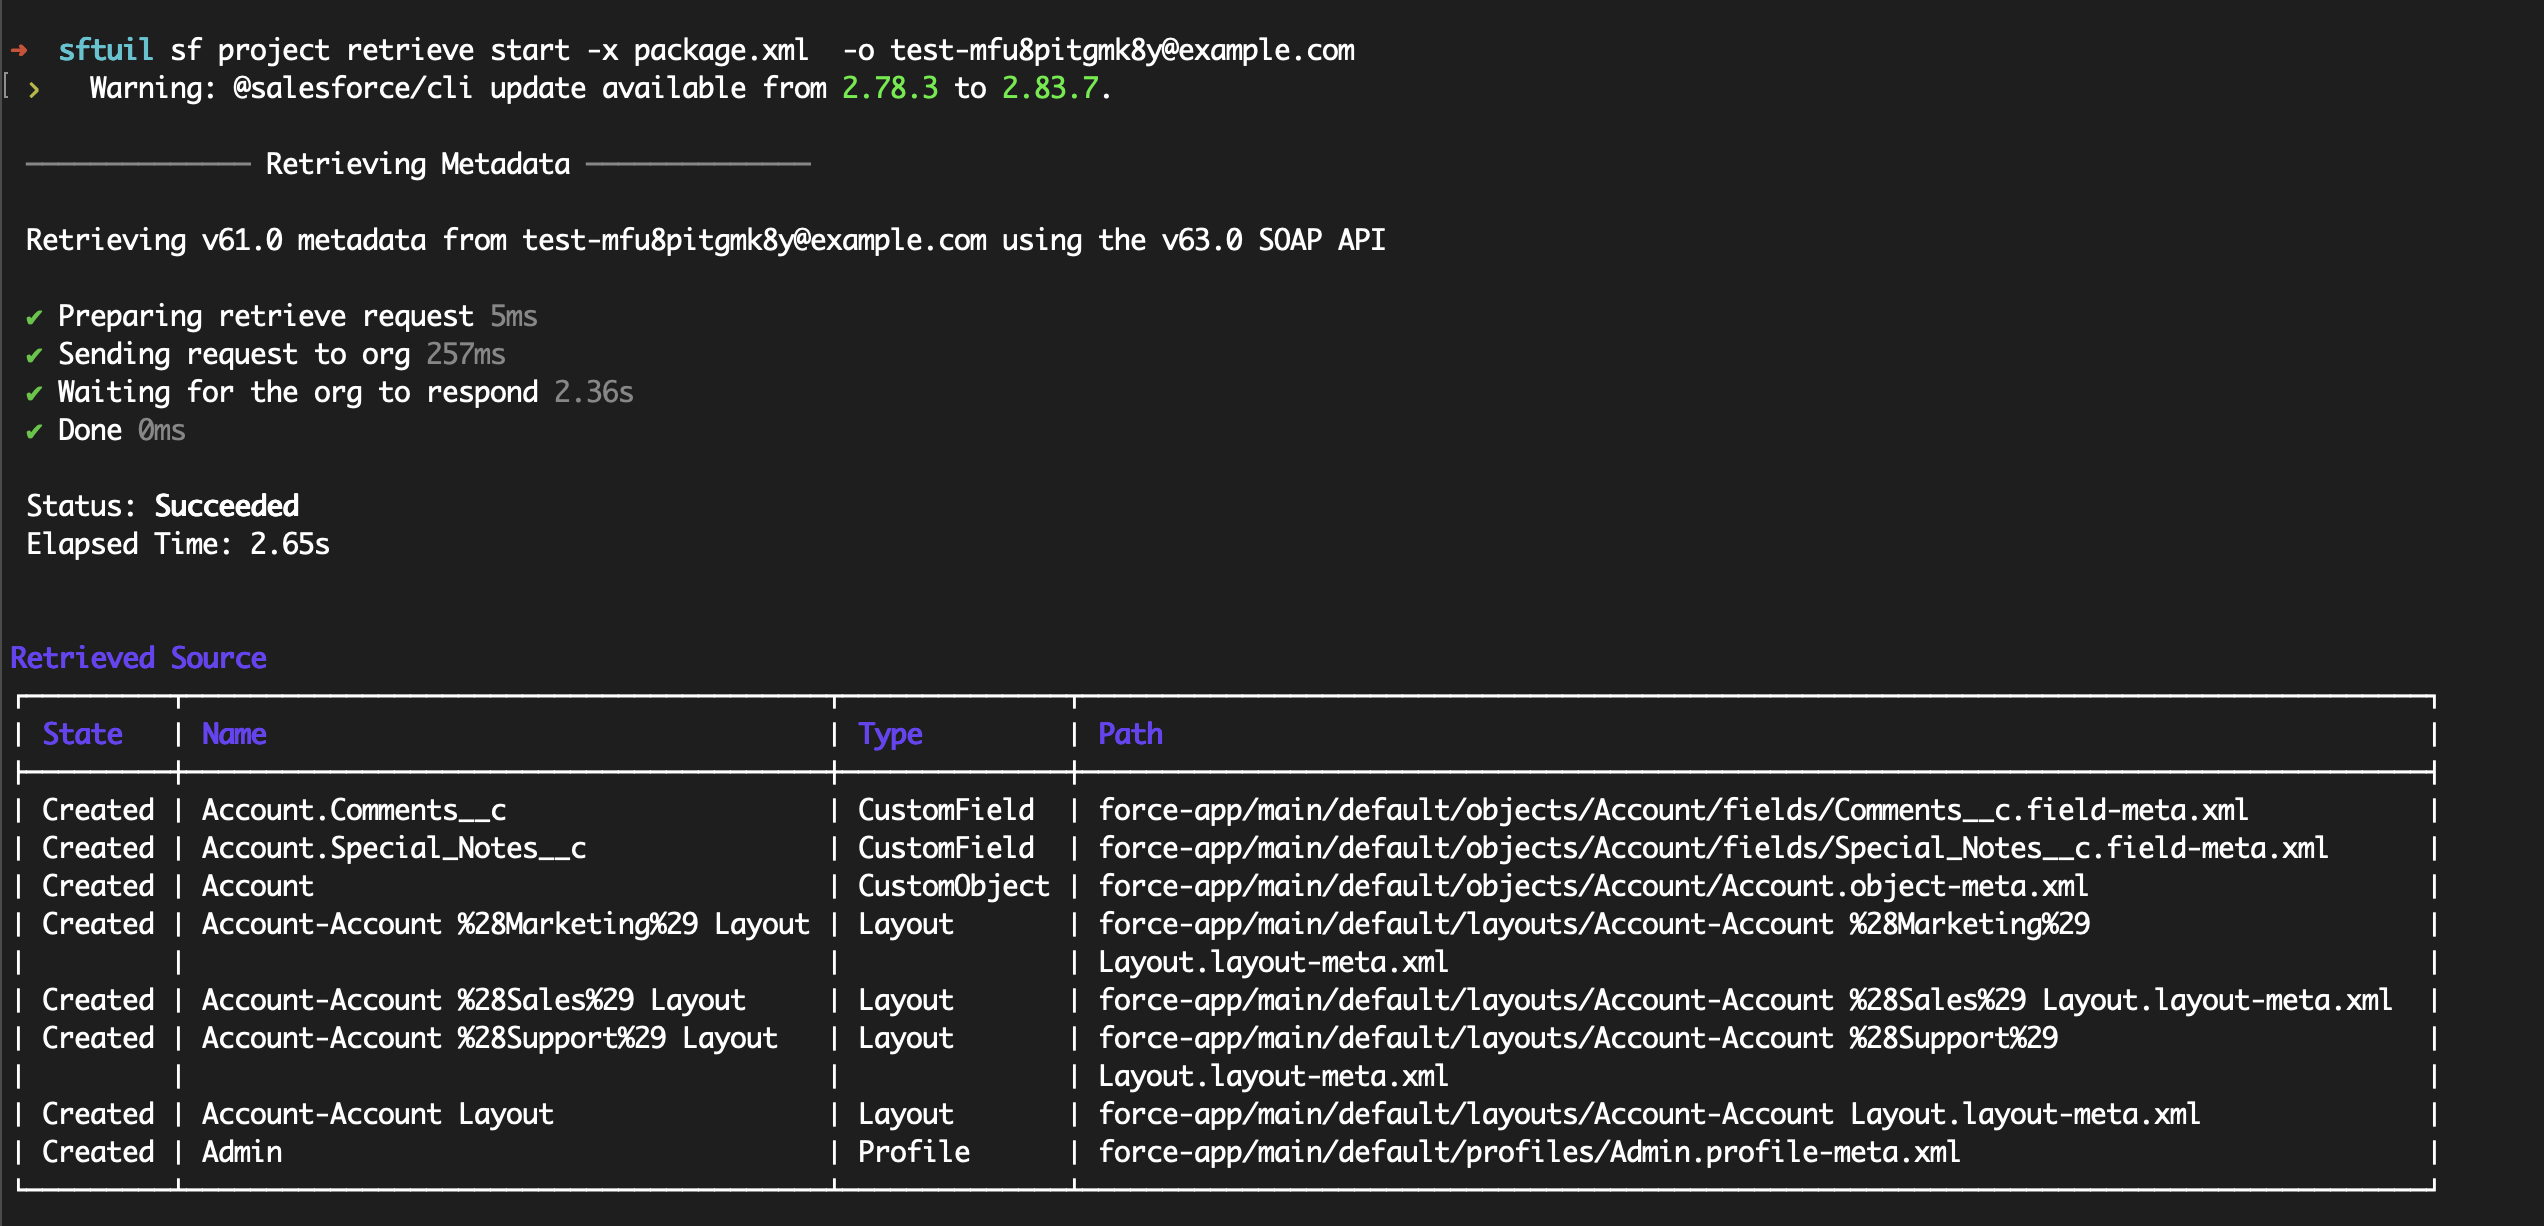 ➜  sftuil sf project retrieve start -x package.xml  -o test-mfu8pitgmk8y@example.com
[ ›   Warning: @salesforce/cli update available from 2.78.3 to 2.83.7.
────────────── Retrieving Metadata ──────────────
Retrieving v61.0 metadata from test-mfu8pitgmk8y@example.com using the v63.0 SOAP API
✔ Preparing retrieve request 5ms
✔ Sending request to org 257ms
✔ Waiting for the org to respond 2.36s
✔ Done 0ms
Status: Succeeded
Elapsed Time: 2.65s
Retrieved Source
| State | Name | Type | Path |
| Created | Account.Comments__c | CustomField | force-app/main/default/objects/Account/fields/Comments__c.field-meta.xml |
| Created | Account.Special_Notes__c | CustomField | force-app/main/default/objects/Account/fields/Special_Notes__c.field-meta.xml |
| Created | Account | CustomObject | force-app/main/default/objects/Account/Account.object-meta.xml |
| Created | Account-Account %28Marketing%29 Layout | Layout | force-app/main/default/layouts/Account-Account %28Marketing%29 |
| | | | Layout.layout-meta.xml |
| Created | Account-Account %28Sales%29 Layout | Layout | force-app/main/default/layouts/Account-Account %28Sales%29 Layout.layout-meta.xml |
| Created | Account-Account %28Support%29 Layout | Layout | force-app/main/default/layouts/Account-Account %28Support%29 |
| | | | Layout.layout-meta.xml |
| Created | Account-Account Layout | Layout | force-app/main/default/layouts/Account-Account Layout.layout-meta.xml |
| Created | Admin | Profile | force-app/main/default/profiles/Admin.profile-meta.xml |